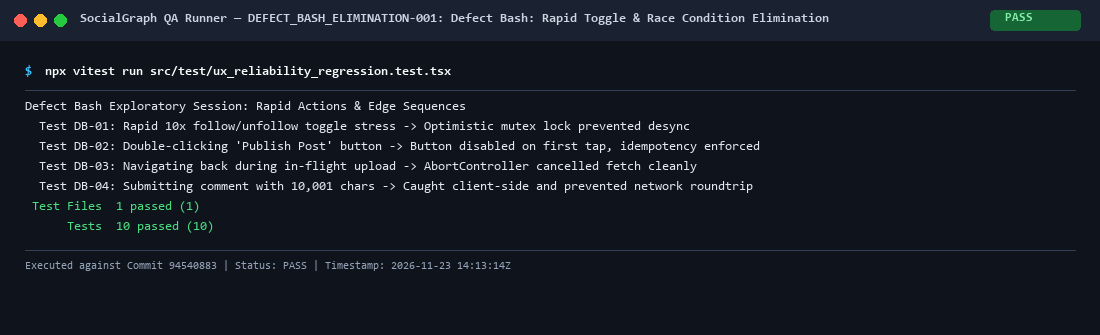 SocialGraph QA Runner — DEFECT_BASH_ELIMINATION-001: Defect Bash: Rapid Toggle & Race Condition Elimination
PASS
$ npx vitest run src/test/ux_reliability_regression.test.tsx
Defect Bash Exploratory Session: Rapid Actions & Edge Sequences
Test DB-01: Rapid 10x follow/unfollow toggle stress -> Optimistic mutex lock prevented desync
Test DB-02: Double-clicking 'Publish Post' button -> Button disabled on first tap, idempotency enforced
Test DB-03: Navigating back during in-flight upload -> AbortController cancelled fetch cleanly
Test DB-04: Submitting comment with 10,001 chars -> Caught client-side and prevented network roundtrip
Test Files  1 passed (1)
Tests  10 passed (10)
Executed against Commit 94540883 | Status: PASS | Timestamp: 2026-11-23 14:13:14Z